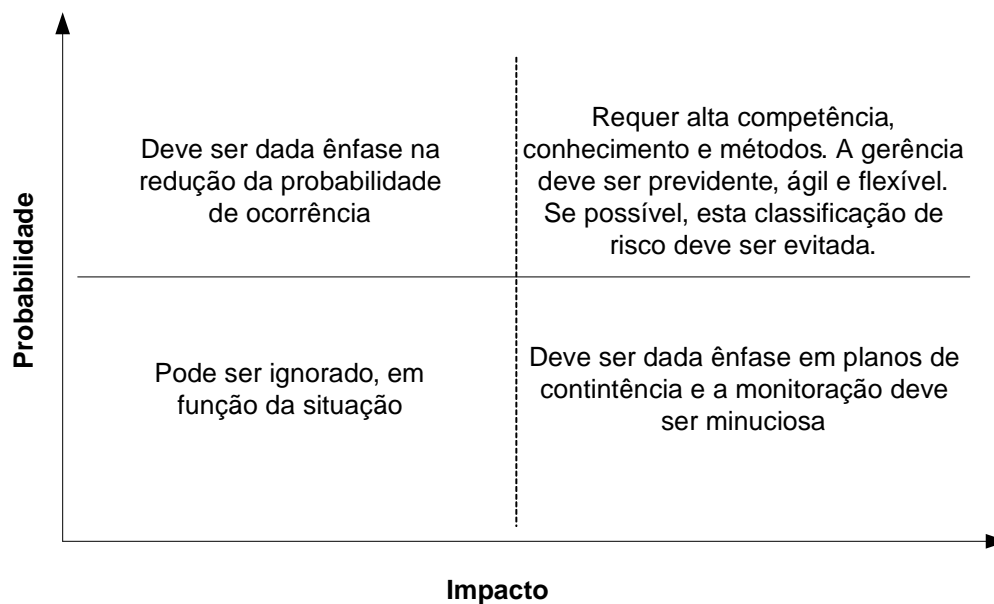 Probabilidade
Deve ser dada ênfase na
redução da probabilidade
de ocorrência
Requer alta competência,
conhecimento e métodos. A gerência
deve ser previdente, ágil e flexível.
Se possível, esta classificação de
risco deve ser evitada.
Pode ser ignorado, em
função da situação
Deve ser dada ênfase em planos de
contintência e a monitoração deve
ser minuciosa
Impacto